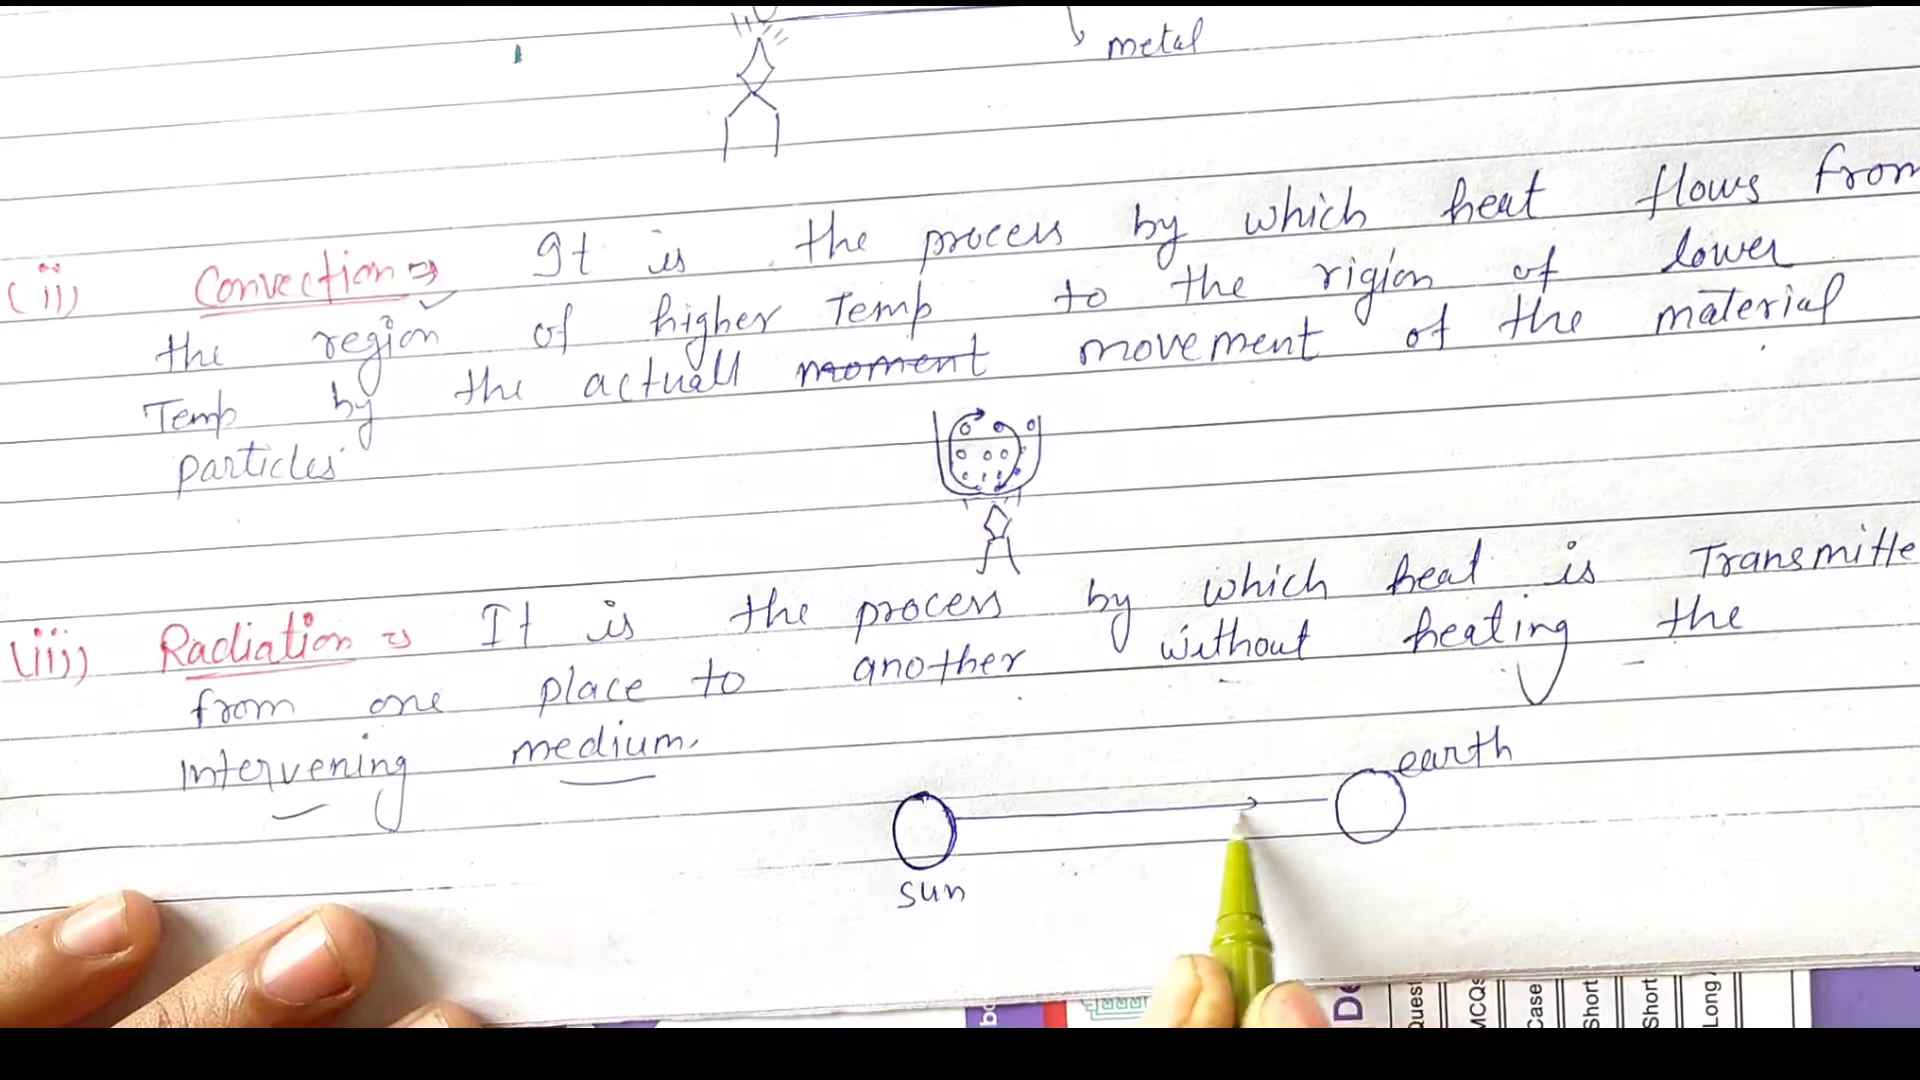 metal
(ii) Convection ⇒ It is the process by which heat flows from
the region of higher Temp to the rigion of lower
Temp by the actuall moment movement of the material
particles
(iii) Radiation ⇒ It is the process by which heat is Transmitte
from one place to another without heating the
intervening medium.
earth
sun
MCQs
Case
Short
Short
Long